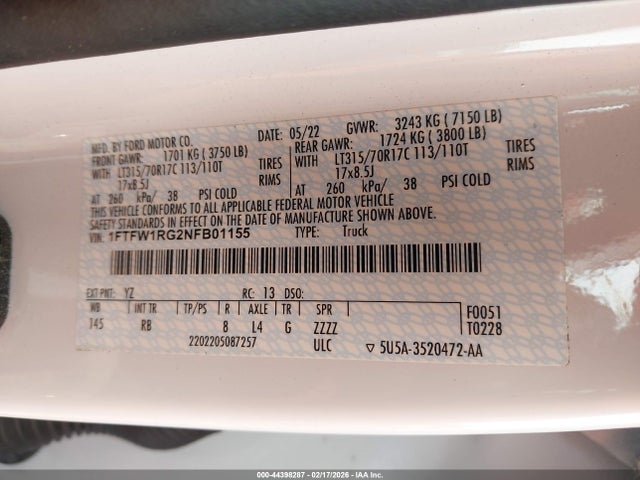 MFD. BY FORD MOTOR CO. DATE: 05/22 GVWR: 3243 KG ( 7150 LB)
FRONT GAWR: 1701 KG ( 3750 LB) REAR GAWR: 1724 KG ( 3800 LB)
WITH LT315/70R17C 113/110T TIRES WITH LT315/70R17C 113/110T TIRES
17x8.5J RIMS 17x8.5J RIMS
AT 260 kPa/ 38 PSI COLD AT 260 kPa/ 38 PSI COLD
THIS VEHICLE CONFORMS TO ALL APPLICABLE FEDERAL MOTOR VEHICLE
SAFETY STANDARDS IN EFFECT ON THE DATE OF MANUFACTURE SHOWN ABOVE.
VIN: 1FTFW1RG2NFB01155 TYPE: Truck
EXT PNT: YZ RC: 13 DSO:
WB INT TR TP/PS R AXLE TR SPR F0051
145 RB 8 L4 G ZZZZ T0228
2202205087257 ULC ▽ 5U5A-3520472-AA
000-44398287 - 02/17/2026 - IAA Inc.